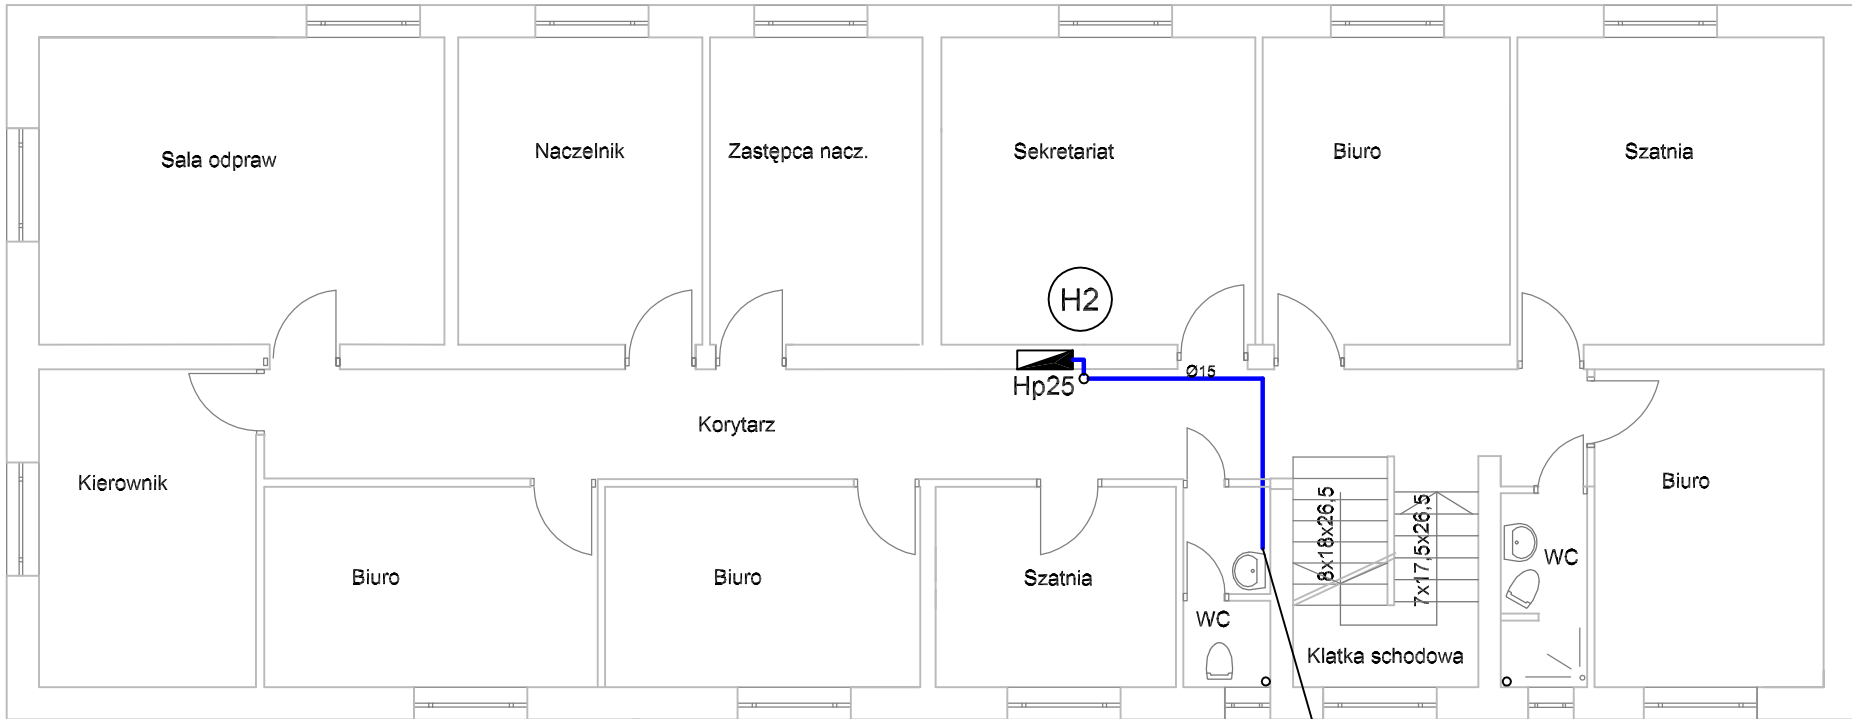 Sala odpraw
Naczelnik
Zastępca nacz.
Sekretariat
Biuro
Szatnia
H2
Hp25
Ø15
Korytarz
Kierownik
Biuro
Biuro
Szatnia
WC
8x18x26,5
7x17,5x26,5
Klatka schodowa
WC
Biuro